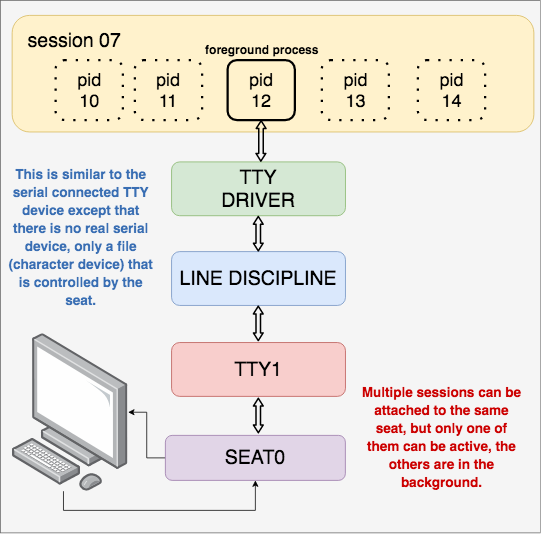 session 07
foreground process
pid
10
pid
11
pid
12
pid
13
pid
14
TTY
DRIVER
This is similar to the
serial connected TTY
device except that
there is no real serial
device, only a file
(character device) that
is controlled by the
seat.
LINE DISCIPLINE
TTY1
Multiple sessions can be
attached to the same
seat, but only one of
them can be active, the
others are in the
background.
SEAT0